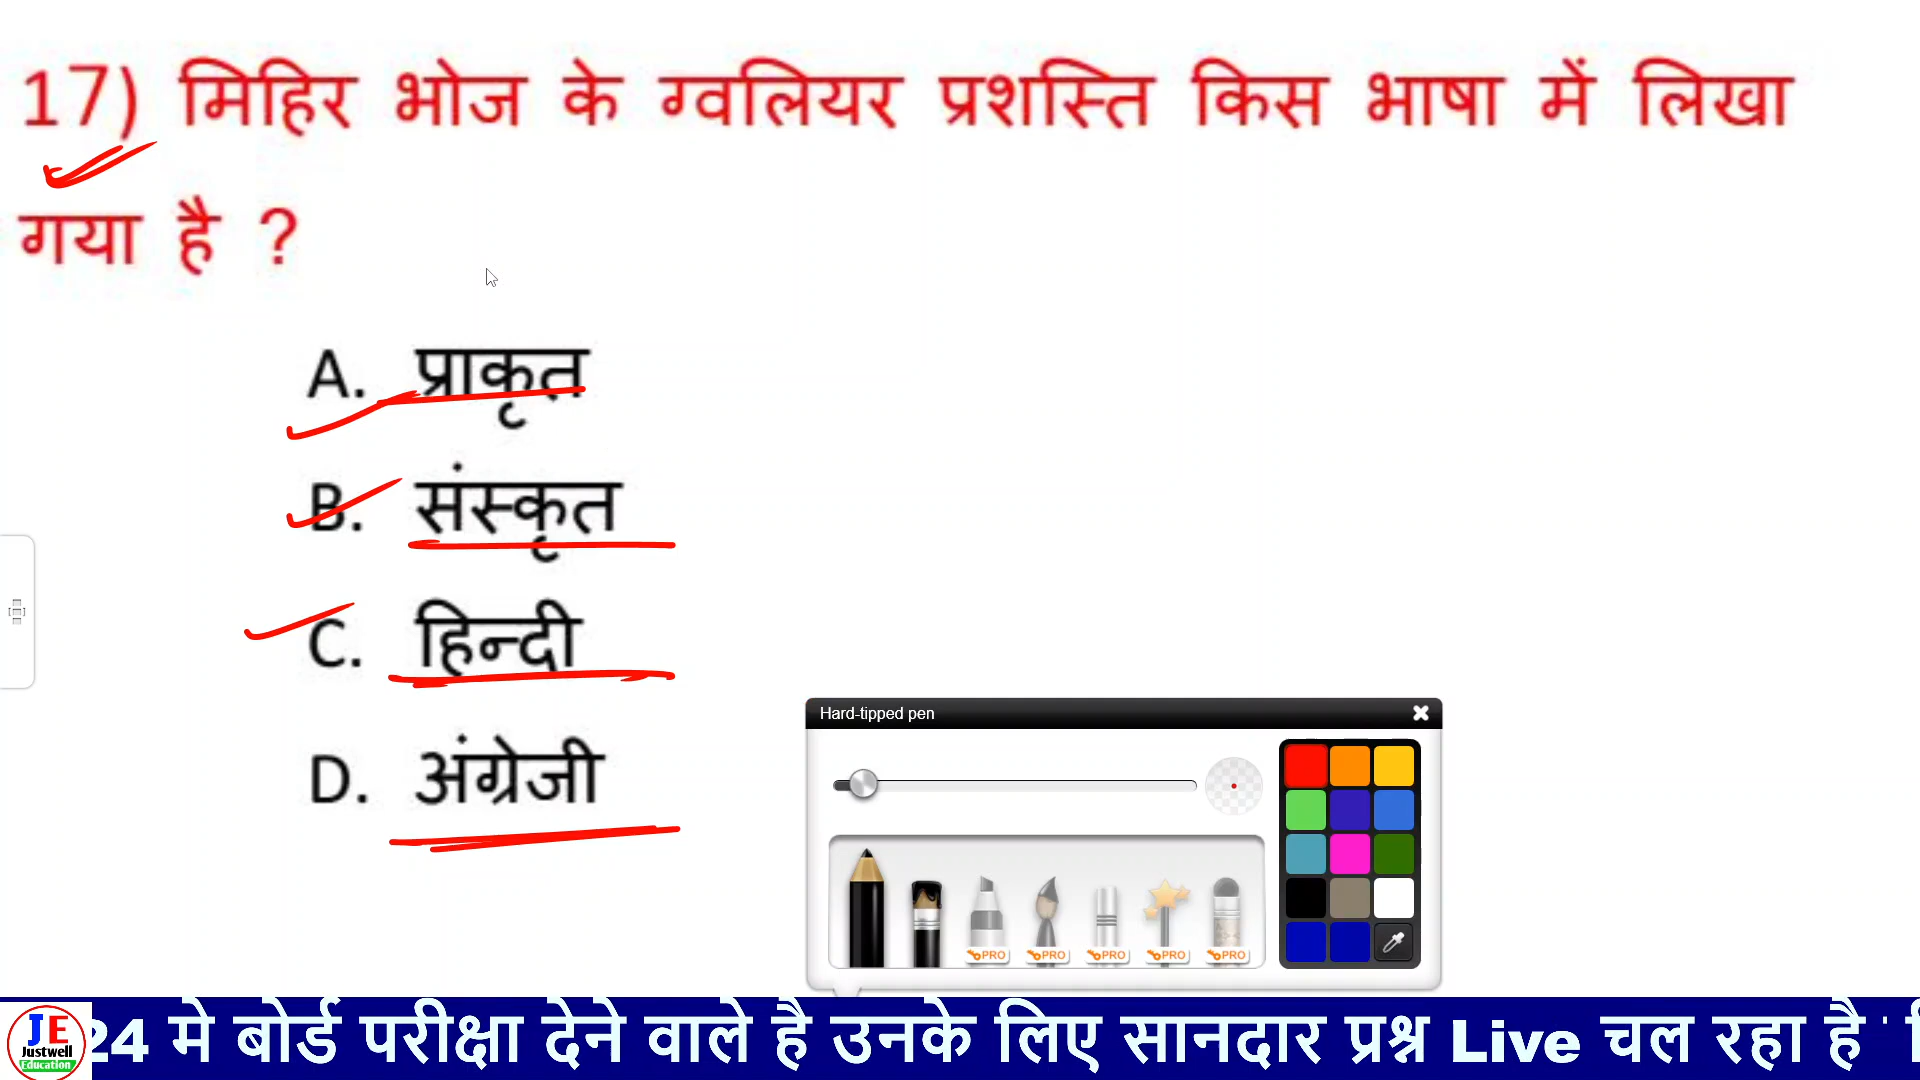 17) मिहिर भोज के ग्वलियर प्रशस्ति किस भाषा में लिखा
गया है ?
A. प्राकृत
B. संस्कृत
C. हिन्दी
D. अंग्रेजी
Hard-tipped pen
PRO PRO PRO PRO PRO
JE
Justwell
Education
24 मे बोर्ड परीक्षा देने वाले है उनके लिए सानदार प्रश्न Live चल रहा है